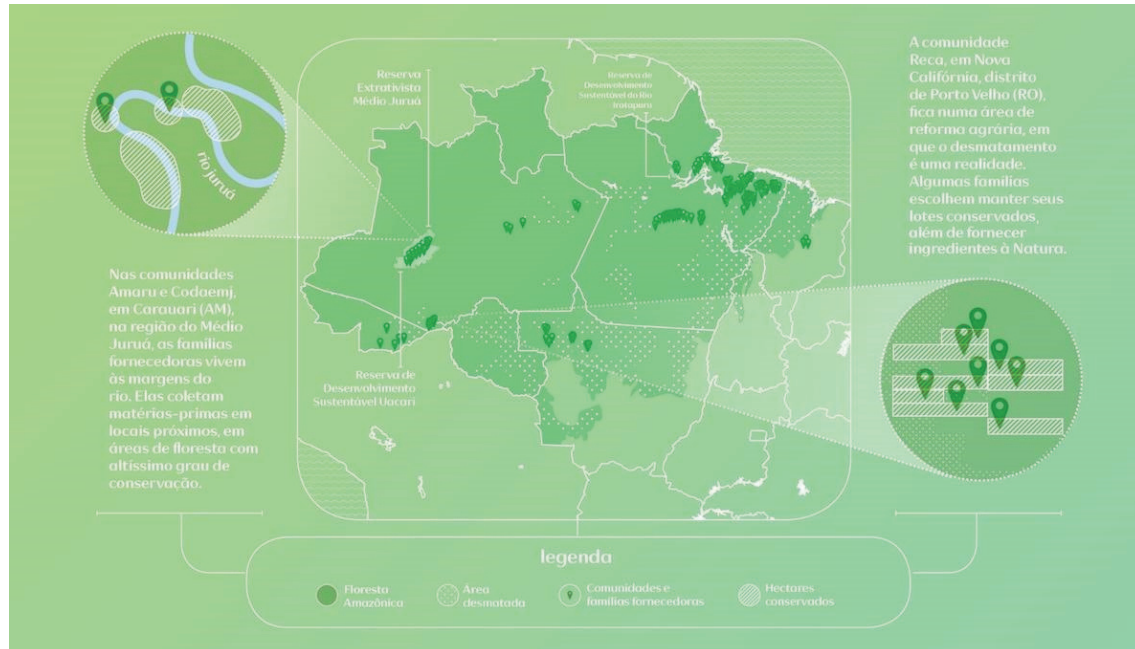 Reserva
Extrativista
Médio Juruá
Reserva de
Desenvolvimento
Sustentável do Rio
Iratapuru
A comunidade
Reca, em Nova
Califórnia, distrito
de Porto Velho (RO),
fica numa área de
reforma agrária, em
que o desmatamento
é uma realidade.
Algumas famílias
escolhem manter seus
lotes conservados,
além de fornecer
ingredientes à Natura.
rio juruá
Nas comunidades
Amaru e Codaemj,
em Carauari (AM),
na região do Médio
Juruá, as famílias
fornecedoras vivem
às margens do
rio. Elas coletam
matérias-primas em
locais próximos, em
áreas de floresta com
altíssimo grau de
conservação.
Reserva de
Desenvolvimento
Sustentável Uacari
legenda
Floresta
Amazônica
Área
desmatada
Comunidades e
famílias fornecedoras
Hectares
conservados